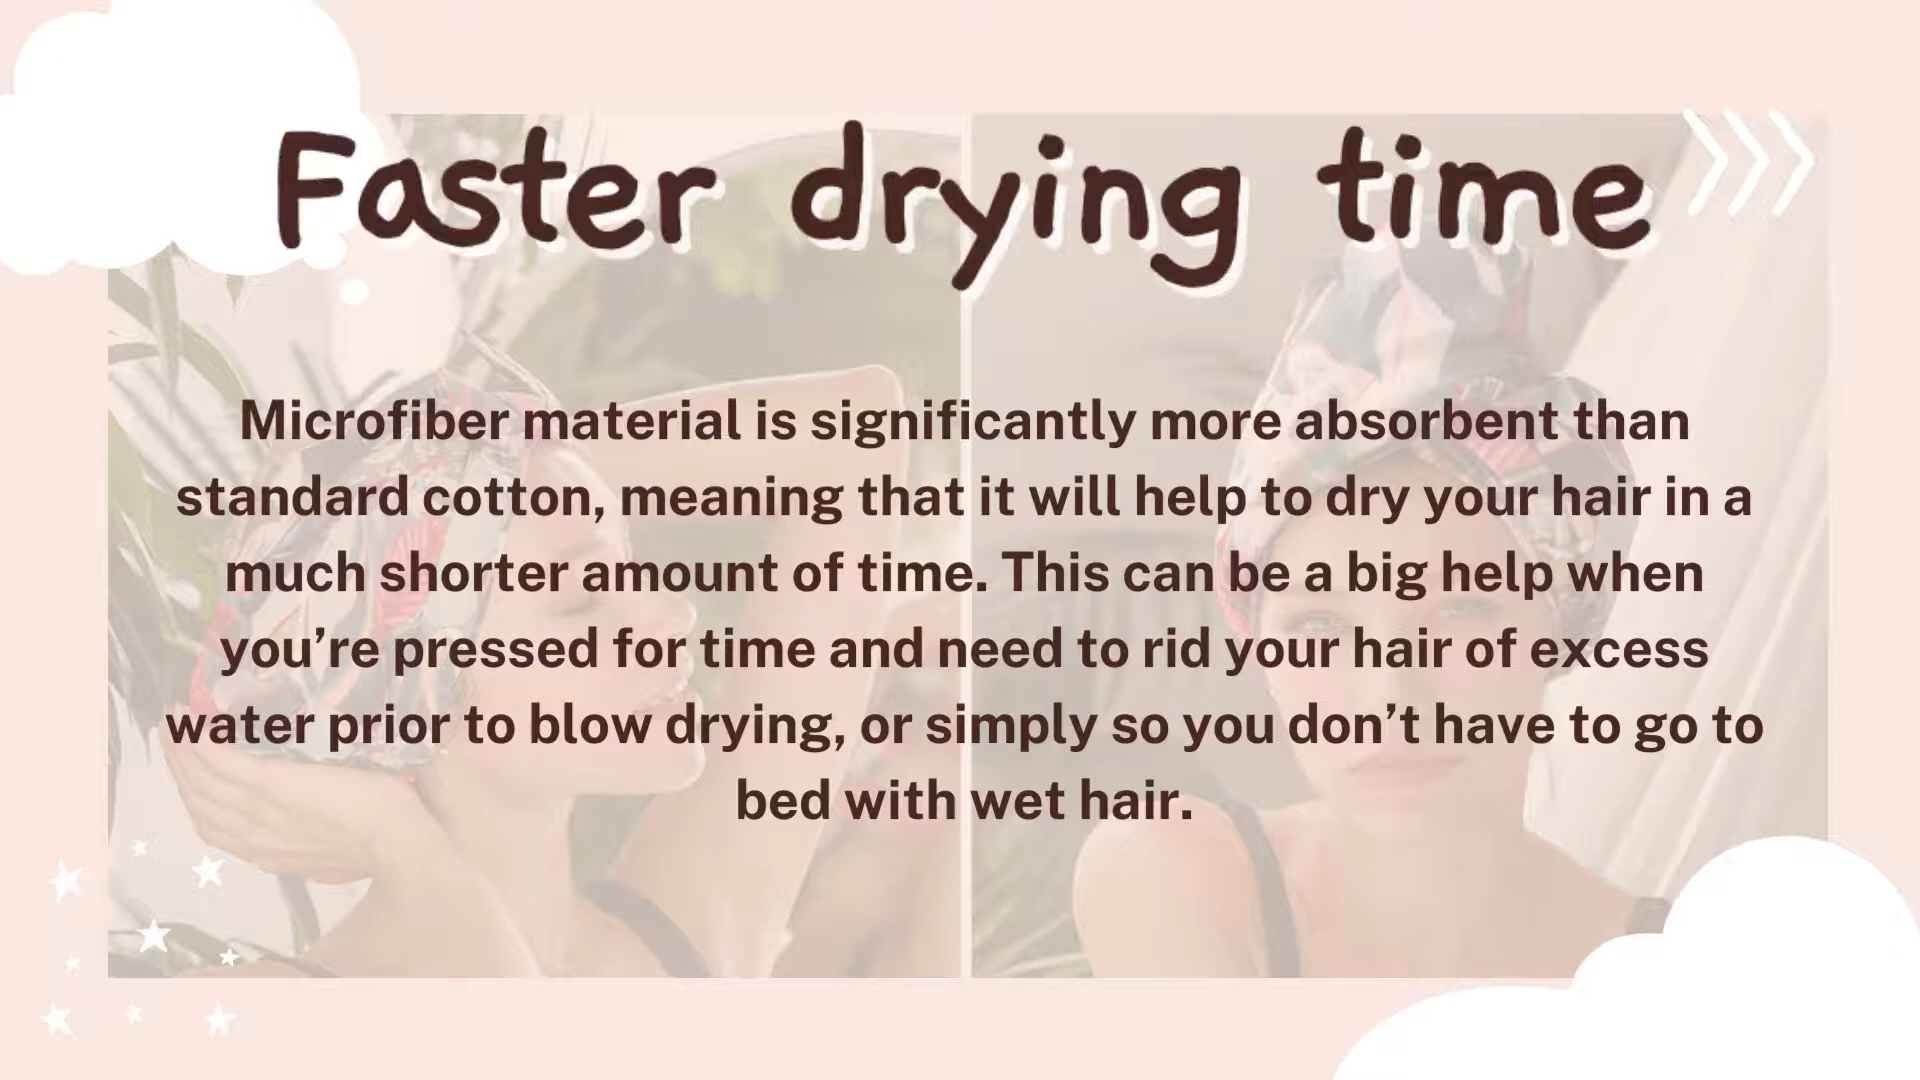 Faster drying time
Microfiber material is significantly more absorbent than
standard cotton, meaning that it will help to dry your hair in a
much shorter amount of time. This can be a big help when
you’re pressed for time and need to rid your hair of excess
water prior to blow drying, or simply so you don’t have to go to
bed with wet hair.